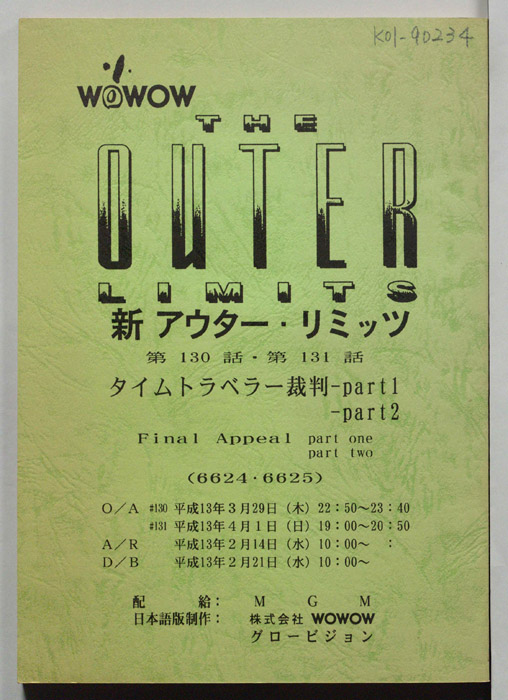 K01-90234
WOWOW
THE
OUTER
LIMITS
新 アウター・リミッツ
第 130 話・第 131 話
タイムトラベラー裁判-part1
-part2
Final Appeal part one
part two
(6624・6625)
O/A #130 平成13年3月29日（木）22：50〜23：40
#131 平成13年4月1日（日）19：00〜20：50
A/R 平成13年2月14日（水）10：00〜 ：
D/B 平成13年2月21日（水）10：00〜
配 給： M G M
日本語版制作： 株式会社 WOWOW
グロービジョン